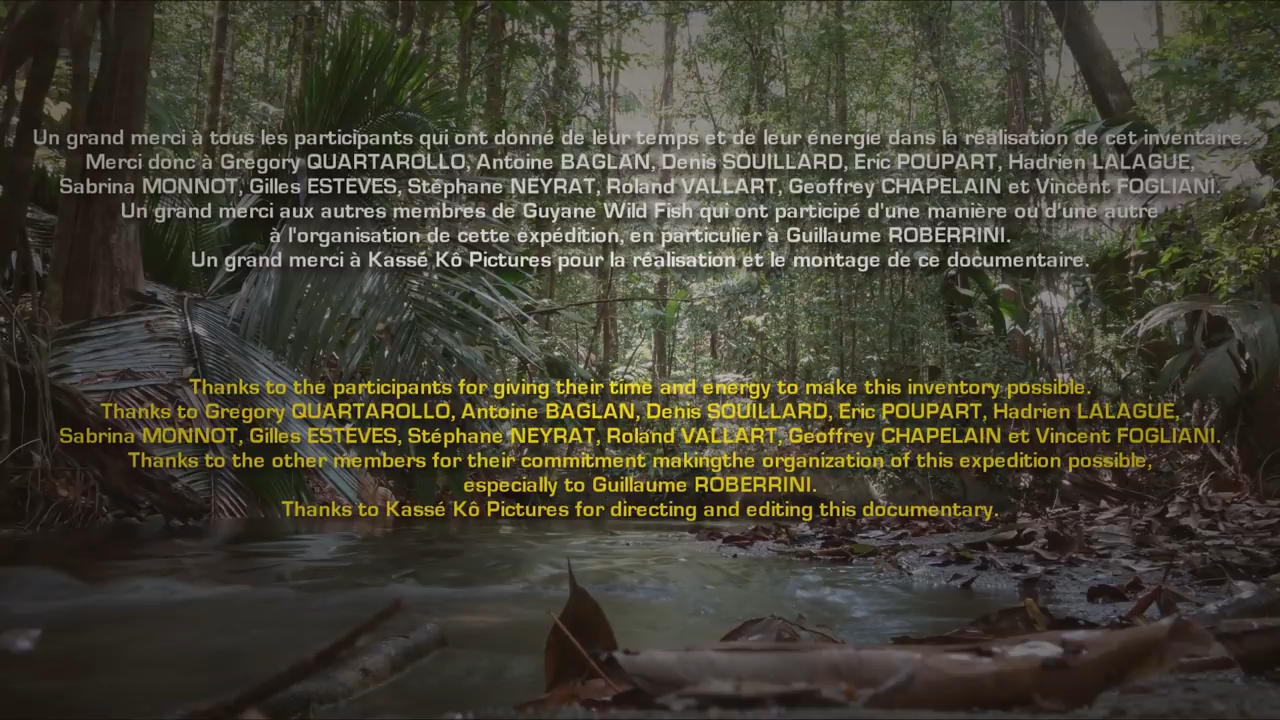 Un grand merci à tous les participants qui ont donné de leur temps et de leur énergie dans la réalisation de cet inventaire.
Merci donc à Gregory QUARTAROLLO, Antoine BAGLAN, Denis SOUILLARD, Eric POUPART, Hadrien LALAGUE,
Sabrina MONNOT, Gilles ESTEVES, Stéphane NEYRAT, Roland VALLART, Geoffrey CHAPELAIN et Vincent FOGLIANI.
Un grand merci aux autres membres de Guyane Wild Fish qui ont participé d'une manière ou d'une autre
à l'organisation de cette expédition, en particulier à Guillaume ROBERRINI.
Un grand merci à Kassé Kô Pictures pour la réalisation et le montage de ce documentaire.
Thanks to the participants for giving their time and energy to make this inventory possible.
Thanks to Gregory QUARTAROLLO, Antoine BAGLAN, Denis SOUILLARD, Eric POUPART, Hadrien LALAGUE,
Sabrina MONNOT, Gilles ESTEVES, Stéphane NEYRAT, Roland VALLART, Geoffrey CHAPELAIN et Vincent FOGLIANI.
Thanks to the other members for their commitment makingthe organization of this expedition possible,
especially to Guillaume ROBERRINI.
Thanks to Kassé Kô Pictures for directing and editing this documentary.